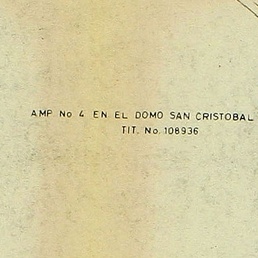 AMP No 4 EN EL DOMO SAN CRISTOBAL
TIT. No. 108936